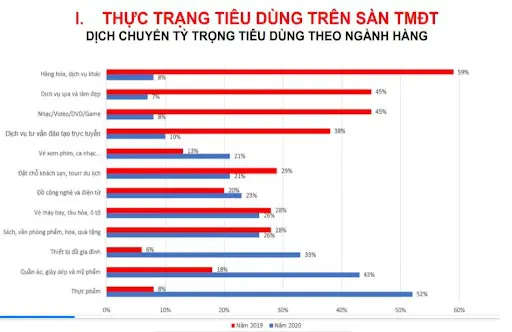 I. THỰC TRẠNG TIÊU DÙNG TRÊN SÀN TMĐT
DỊCH CHUYỂN TỶ TRỌNG TIÊU DÙNG THEO NGÀNH HÀNG
Hàng hóa, dịch vụ khác
59%
8%
Dịch vụ spa và làm đẹp
45%
7%
Nhạc/Video/DVD/Game
45%
8%
Dịch vụ tư vấn đào tạo trực tuyến
38%
10%
Vé xem phim, ca nhạc...
13%
21%
Đặt chỗ khách sạn, tourr du lịch
29%
21%
Đồ công nghệ và điện tử
20%
23%
Vé máy bay, tàu hỏa, ô tô
28%
26%
Sách, văn phòng phẩm, hoa, quà tặng
28%
26%
Thiết bị đồ gia đình
6%
33%
Quần áo, giày dép và mỹ phẩm
18%
43%
Thực phẩm
8%
52%
0% 10% 20% 30% 40% 50% 60%
Năm 2019 Năm 2020